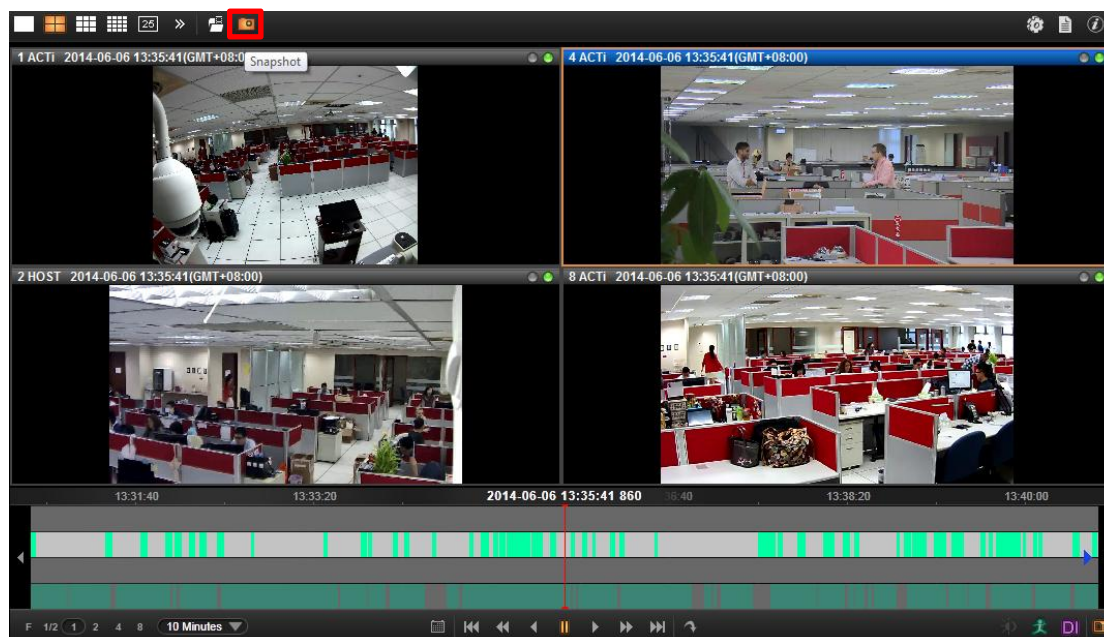 25 »
Snapshot
1 ACTi 2014-06-06 13:35:41(GMT+08:0
4 ACTi 2014-06-06 13:35:41(GMT+08:00)
2 HOST 2014-06-06 13:35:41(GMT+08:00)
8 ACTi 2014-06-06 13:35:41(GMT+08:00)
13:31:40 13:33:20 2014-06-06 13:35:41 860 36:40 13:38:20 13:40:00
F 1/2 1 2 4 8 10 Minutes DI